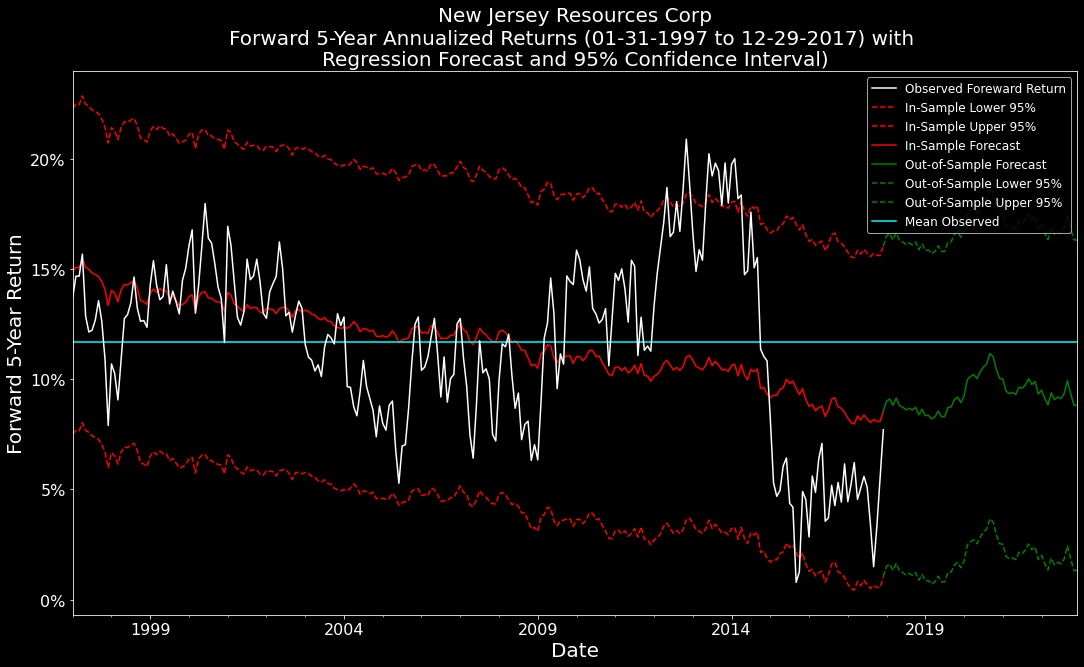 New Jersey Resources Corp
Forward 5-Year Annualized Returns (01-31-1997 to 12-29-2017) with
Regression Forecast and 95% Confidence Interval)
Observed Foreward Return
In-Sample Lower 95%
In-Sample Upper 95%
In-Sample Forecast
Out-of-Sample Forecast
Out-of-Sample Lower 95%
Out-of-Sample Upper 95%
Mean Observed
Forward 5-Year Return
20%
15%
10%
5%
0%
1999
2004
2009
2014
2019
Date